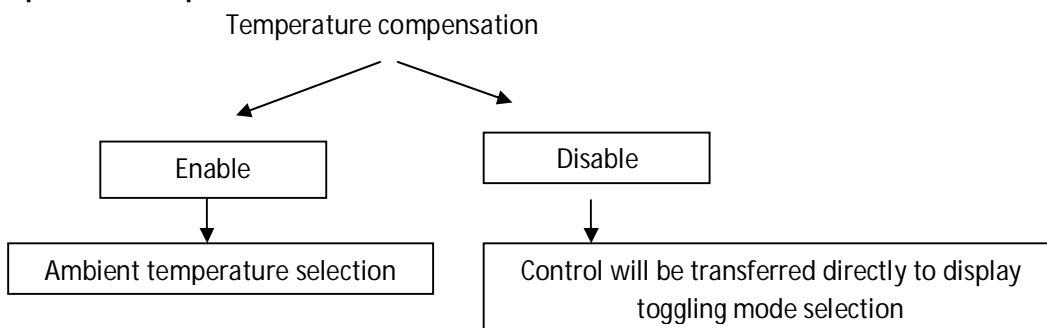 Temperature compensation
Enable
Disable
Ambient temperature selection
Control will be transferred directly to display
toggling mode selection